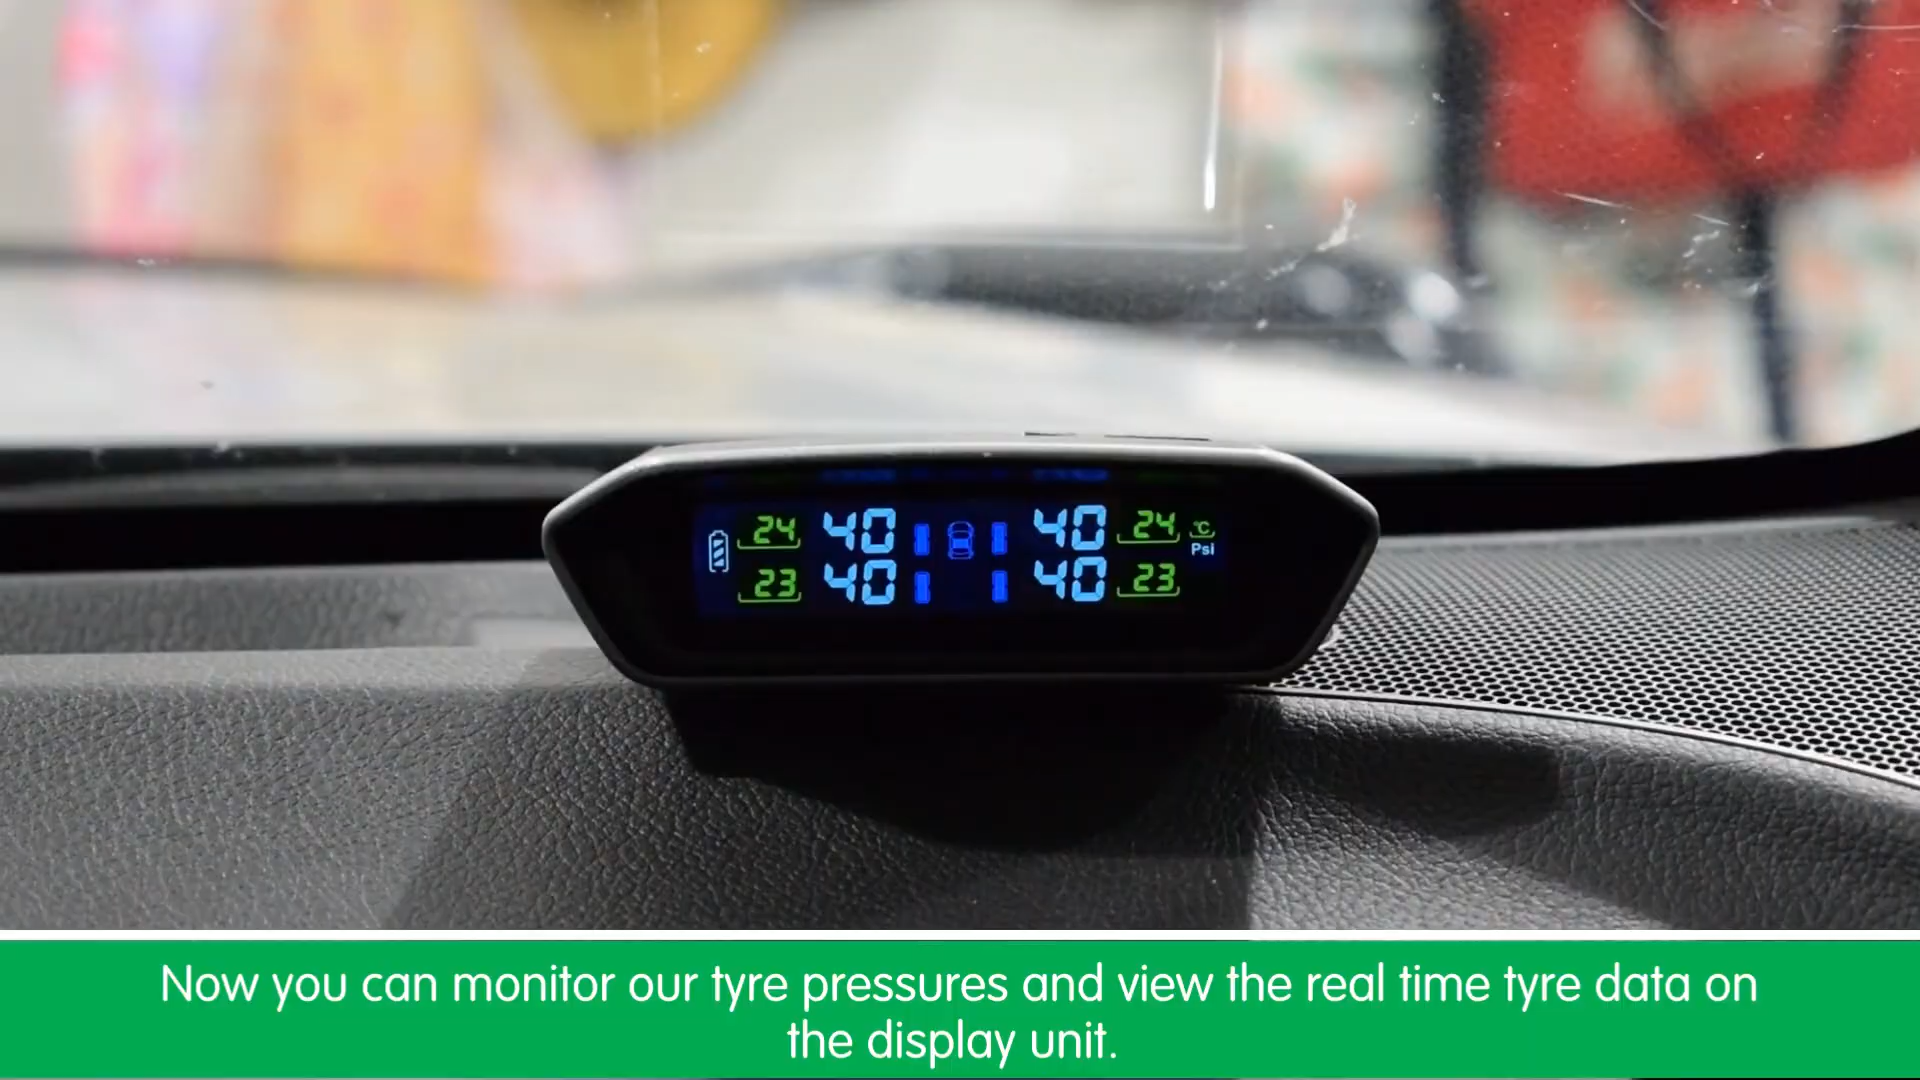 24 40 40 24 °C
Psi
23 40 40 23
Now you can monitor our tyre pressures and view the real time tyre data on
the display unit.